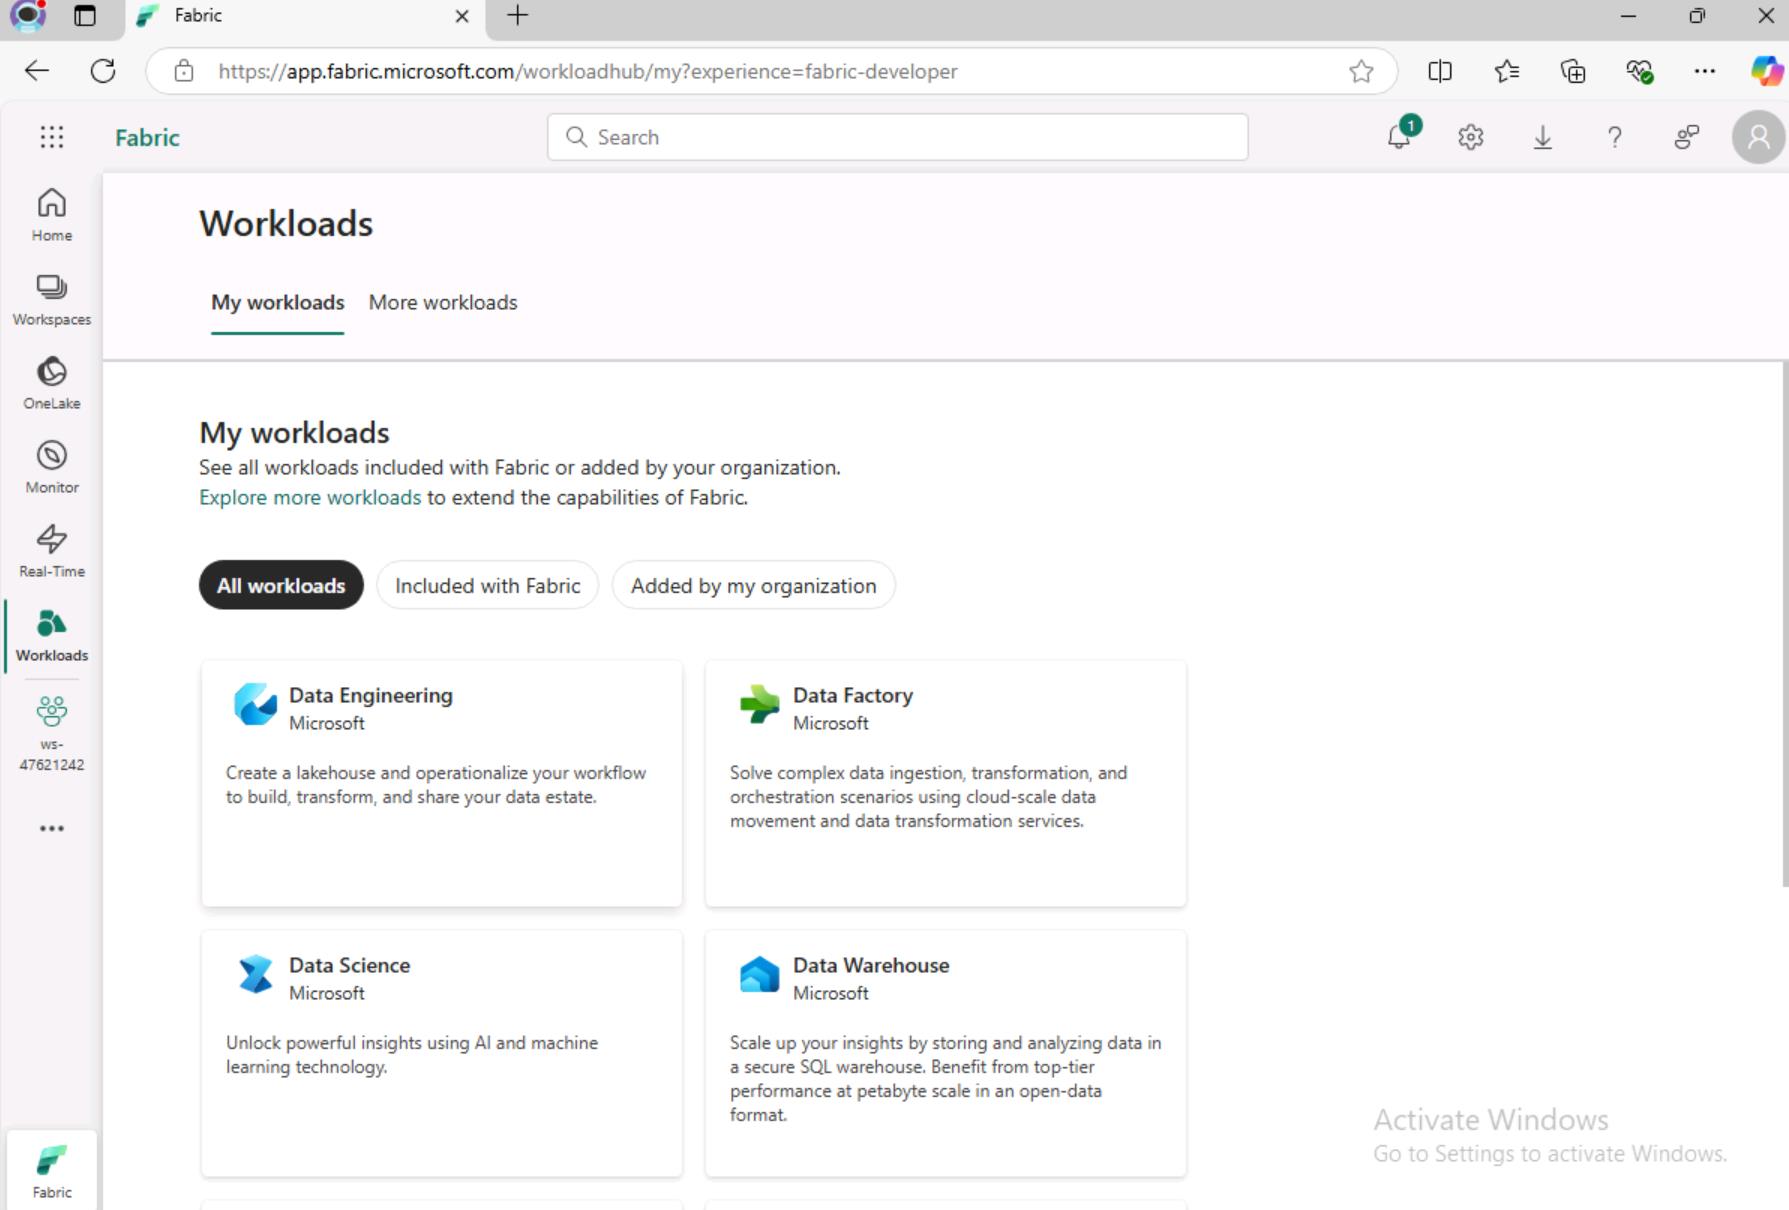 Fabric
https://app.fabric.microsoft.com/workloadhub/my?experience=fabric-developer
Fabric
Search
1
Home
Workspaces
OneLake
Monitor
Real-Time
Workloads
ws-
47621242
Fabric
Workloads
My workloads
More workloads
My workloads
See all workloads included with Fabric or added by your organization.
Explore more workloads to extend the capabilities of Fabric.
All workloads
Included with Fabric
Added by my organization
Data Engineering
Microsoft
Create a lakehouse and operationalize your workflow
to build, transform, and share your data estate.
Data Factory
Microsoft
Solve complex data ingestion, transformation, and
orchestration scenarios using cloud-scale data
movement and data transformation services.
Data Science
Microsoft
Unlock powerful insights using AI and machine
learning technology.
Data Warehouse
Microsoft
Scale up your insights by storing and analyzing data in
a secure SQL warehouse. Benefit from top-tier
performance at petabyte scale in an open-data
format.
Activate Windows
Go to Settings to activate Windows.